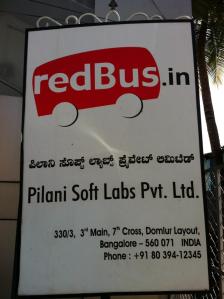 redBus.in
ಪಿಲಾನಿ ಸೊಫ್ಟ್ ಲ್ಯಾಬ್ಸ್ ಪ್ರೈವೇಟ್ ಲಿಮಿಟೆಡ್
Pilani Soft Labs Pvt. Ltd.
330/3, 3rd Main, 7th Cross, Domlur Layout,
Bangalore - 560 071 INDIA
Phone : +91 80 394-12345